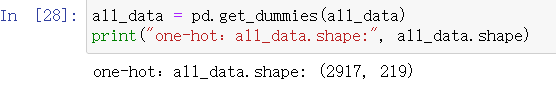 In [28]: all_data = pd.get_dummies(all_data)
print("one-hot：all_data.shape:", all_data.shape)
one-hot：all_data.shape: (2917, 219)